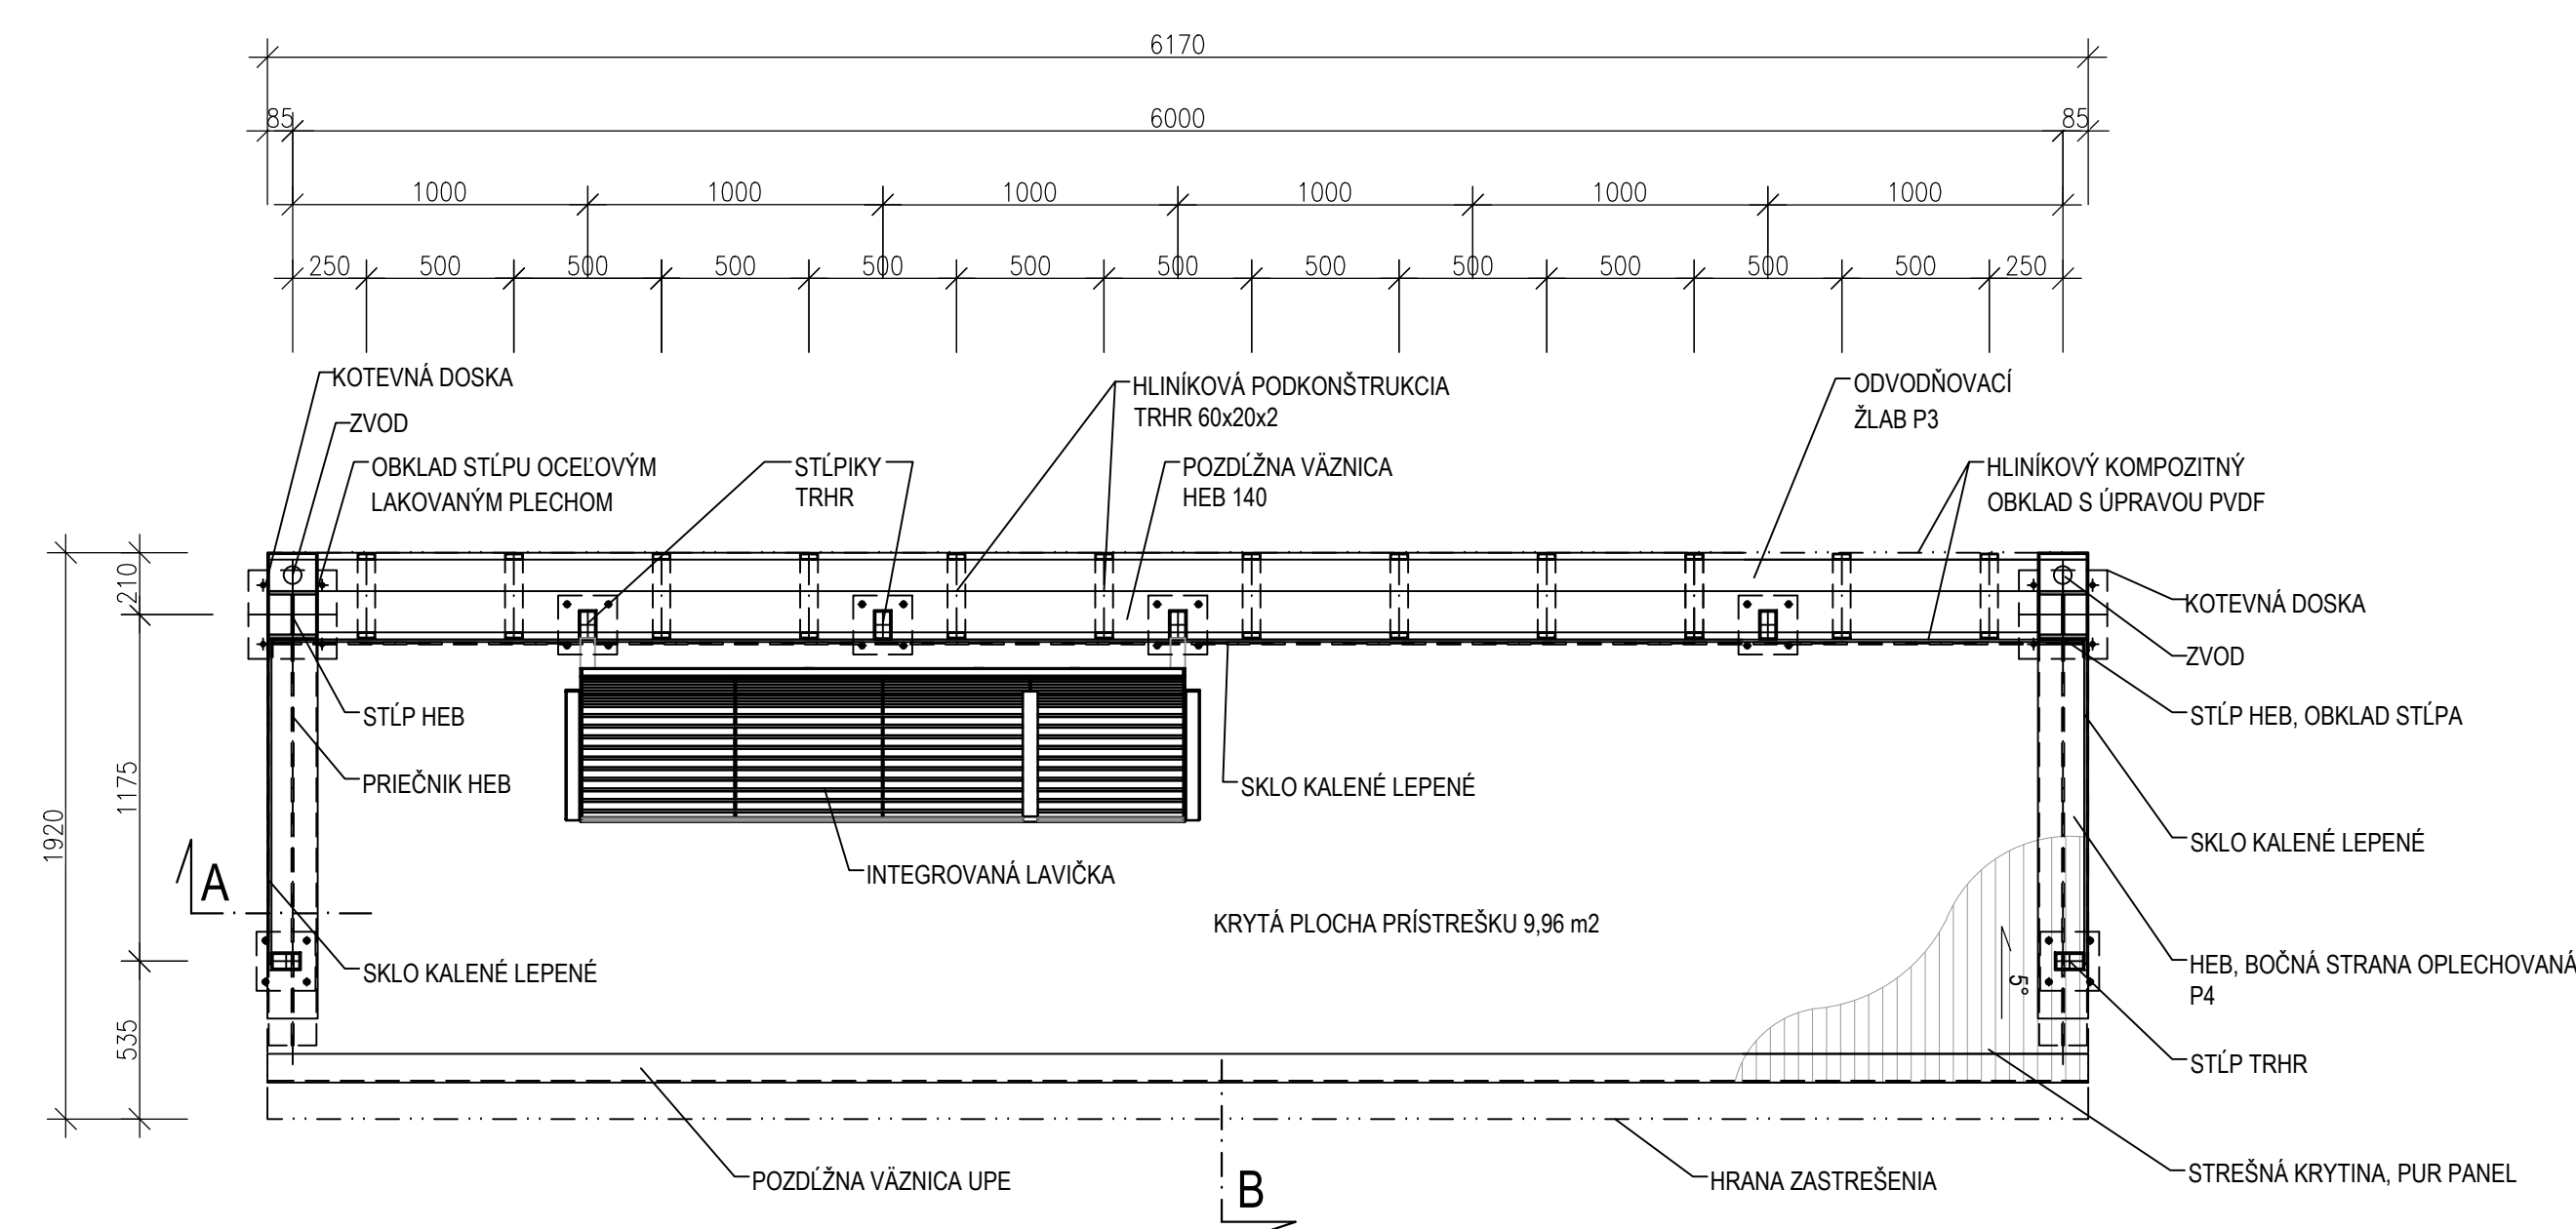 6170
85
6000
85
1000
1000
1000
1000
1000
1000
250
500
500
500
500
500
500
500
500
500
500
500
250
KOTEVNÁ DOSKA
ZVOD
OBKLAD STĹPU OCEĽOVÝM
LAKOVANÝM PLECHOM
STĹPIKY
TRHR
HLINÍKOVÁ PODKONŠTRUKCIA
TRHR 60x20x2
POZDĹŽNA VÄZNICA
HEB 140
ODVODŇOVACÍ
ŽLAB P3
HLINÍKOVÝ KOMPOZITNÝ
OBKLAD S ÚPRAVOU PVDF
210
1175
535
1920
KOTEVNÁ DOSKA
ZVOD
STĹP HEB
STĹP HEB, OBKLAD STĹPA
PRIEČNIK HEB
SKLO KALENÉ LEPENÉ
SKLO KALENÉ LEPENÉ
INTEGROVANÁ LAVIČKA
A
KRYTÁ PLOCHA PRÍSTREŠKU 9,96 m2
SKLO KALENÉ LEPENÉ
5°
HEB, BOČNÁ STRANA OPLECHOVANÁ
P4
STĹP TRHR
POZDĹŽNA VÄZNICA UPE
B
HRANA ZASTREŠENIA
STREŠNÁ KRYTINA, PUR PANEL